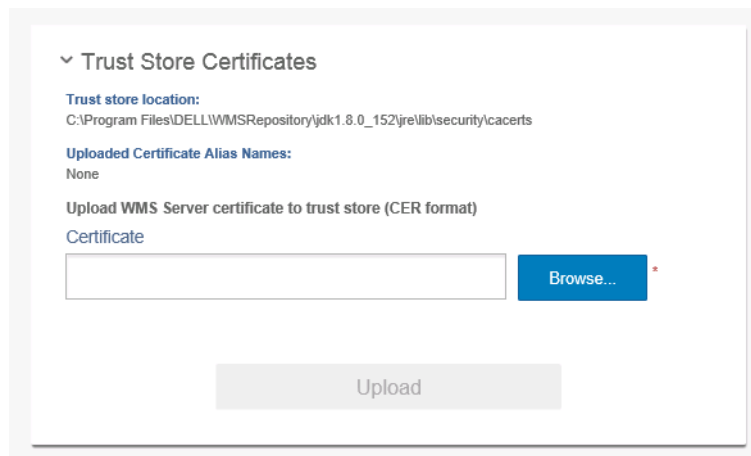 Trust Store Certificates
Trust store location:
C:\Program Files\DELL\WMSRepository\jdk1.8.0_152\jre\lib\security\cacerts
Uploaded Certificate Alias Names:
None
Upload WMS Server certificate to trust store (CER format)
Certificate
Browse... *
Upload